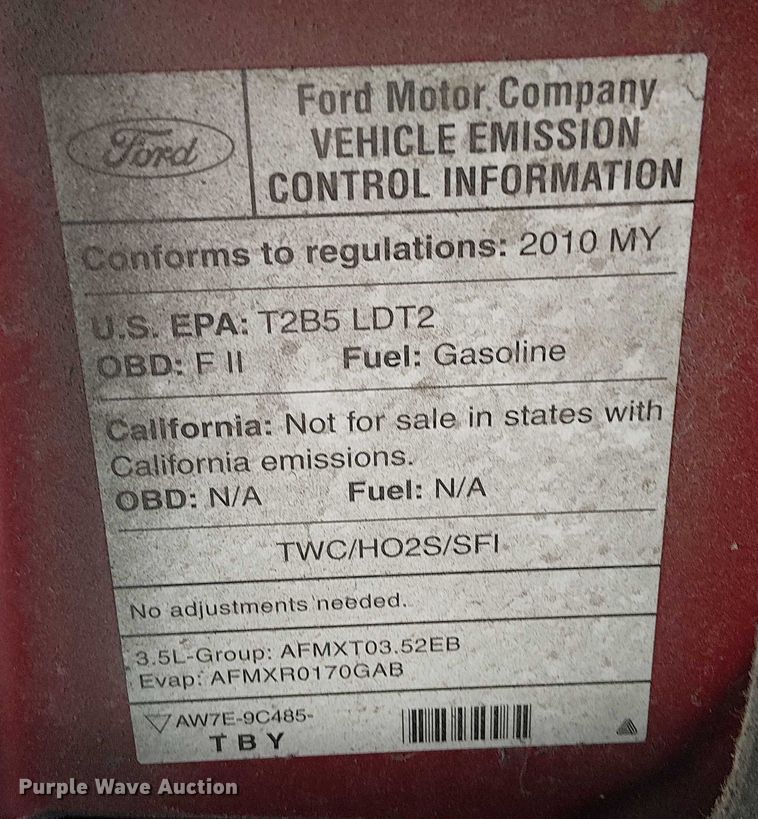 Ford
Ford Motor Company
VEHICLE EMISSION
CONTROL INFORMATION
Conforms to regulations: 2010 MY
U.S. EPA: T2B5 LDT2
OBD: F II Fuel: Gasoline
California: Not for sale in states with
California emissions.
OBD: N/A Fuel: N/A
TWC/HO2S/SFI
No adjustments needed.
3.5L-Group: AFMXT03.52EB
Evap: AFMXR0170GAB
AW7E-9C485-
TBY
Purple Wave Auction